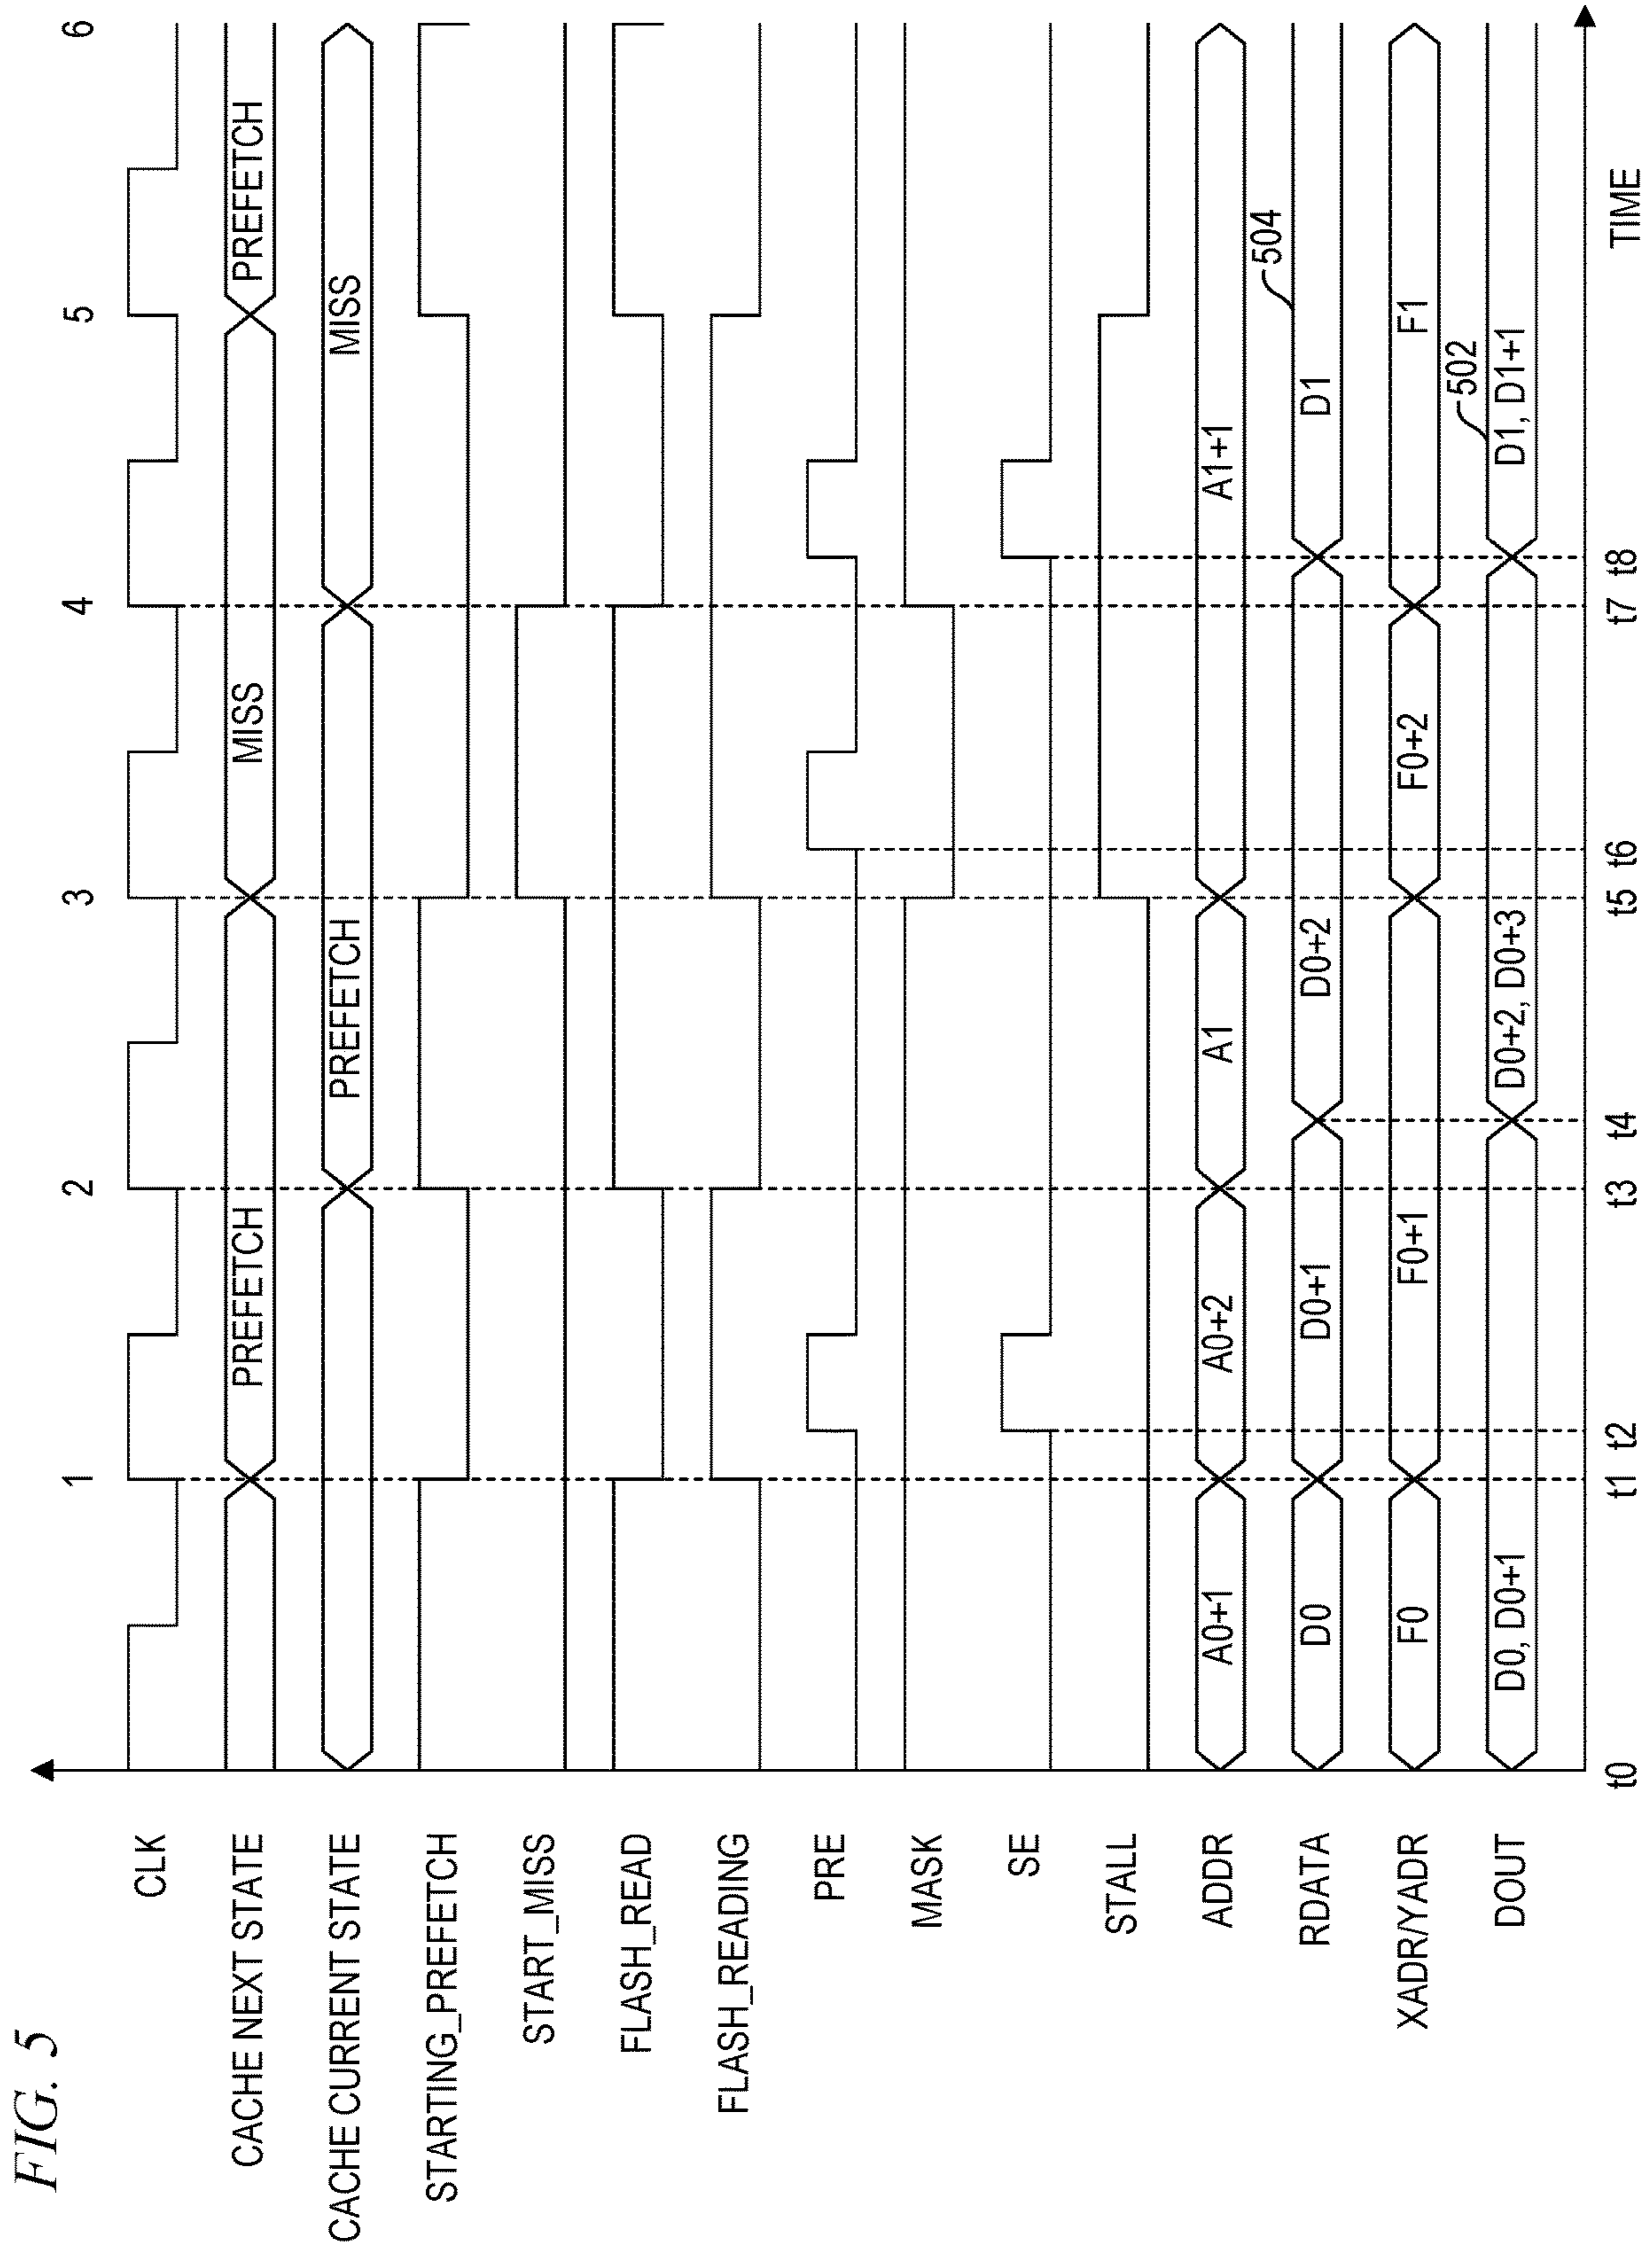 FIG. 5
1 2 3 4 5 6
CLK
CACHE NEXT STATE PREFETCH MISS PREFETCH
CACHE CURRENT STATE PREFETCH MISS
STARTING_PREFETCH
START_MISS
FLASH_READ
FLASH_READING
PRE
MASK
SE
STALL
ADDR A0+1 A0+2 A1 A1+1
504
RDATA D0 D0+1 D0+2 D1
XADR/YADR F0 F0+1 F0+2 F1
502
DOUT D0, D0+1 D0+2, D0+3 D1, D1+1
t0 t1 t2 t3 t4 t5 t6 t7 t8 TIME